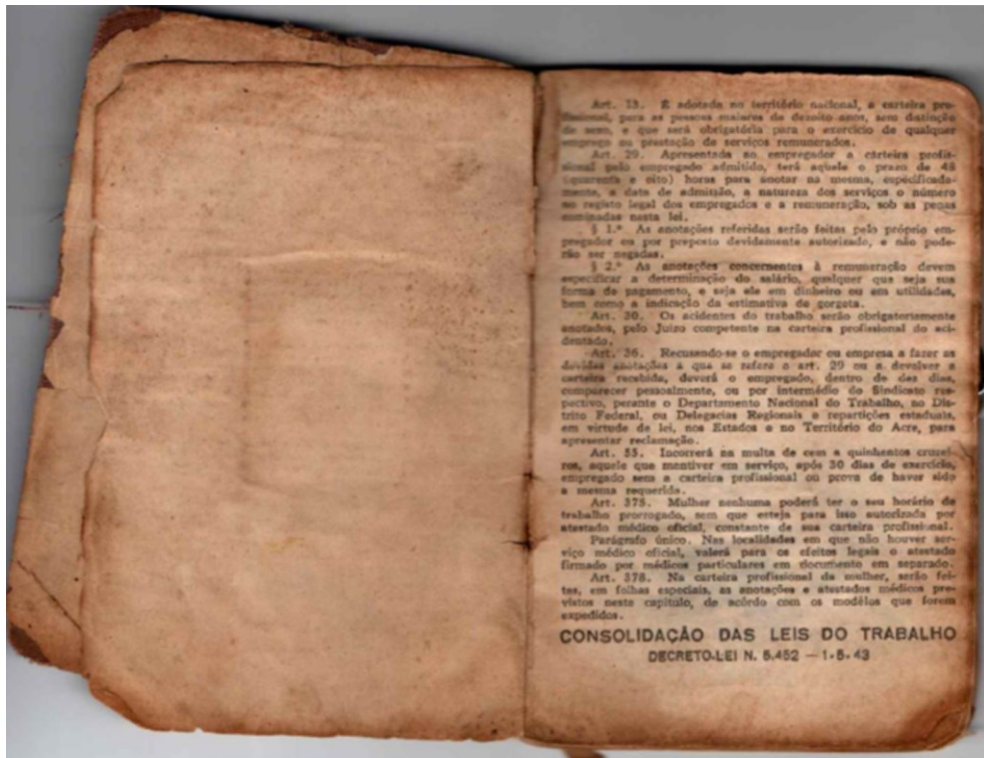 Art. 13. É adotada no território nacional, a carteira pro-
fissional, para as pessoas maiores de dezoito anos, sem distinção
de sexo, e que será obrigatória para o exercício de qualquer
emprego ou prestação de serviços remunerados.
Art. 29. Apresentada ao empregador a carteira profis-
sional pelo empregado admitido, terá aquele o prazo de 48
(quarenta e oito) horas para anotar na mesma, especificada-
mente, a data de admissão, a natureza dos serviços o número
no registo legal dos empregados e a remuneração, sob as penas
cominadas nesta lei.
§ 1.º As anotações referidas serão feitas pelo próprio em-
pregador ou por preposto devidamente autorizado, e não pode-
rão ser negadas.
§ 2.º As anotações concernentes à remuneração devem
especificar a determinação do salário, qualquer que seja sua
forma de pagamento, e seja ele em dinheiro ou em utilidades,
bem como a indicação da estimativa de gorgeta.
Art. 30. Os acidentes do trabalho serão obrigatoriamente
anotados, pelo Juizo competente na carteira profissional do aci-
dentado.
Art. 36. Recusando-se o empregador ou empresa a fazer as
devidas anotações a que se refere o art. 29 ou a devolver a
carteira recebida, deverá o empregado, dentro de dez dias,
comparecer pessoalmente, ou por intermédio do Sindicato res-
pectivo, perante o Departamento Nacional do Trabalho, no Dis-
trito Federal, ou Delegacias Regionais e repartições estaduais,
em virtude de lei, nos Estados e no Território do Acre, para
apresentar reclamação.
Art. 55. Incorrerá na multa de cem a quinhentos cruzei-
ros, aquele que mantiver em serviço, após 30 dias de exercício,
empregado sem a carteira profissional ou prova de haver sido
a mesma requerida.
Art. 375. Mulher nenhuma poderá ter o seu horário de
trabalho prorrogado, sem que esteja para isso autorizada por
atestado médico oficial, constante de sua carteira profissional.
Parágrafo único. Nas localidades em que não houver ser-
viço médico oficial, valerá para os efeitos legais o atestado
firmado por médicos particulares em documento em separado.
Art. 378. Na carteira profissional da mulher, serão fei-
tas, em folhas especiais, as anotações e atestados médicos pre-
vistos neste capítulo, de acôrdo com os modêlos que forem
expedidos.
CONSOLIDAÇÃO DAS LEIS DO TRABALHO
DECRETO-LEI N. 5.452 — 1-5-43